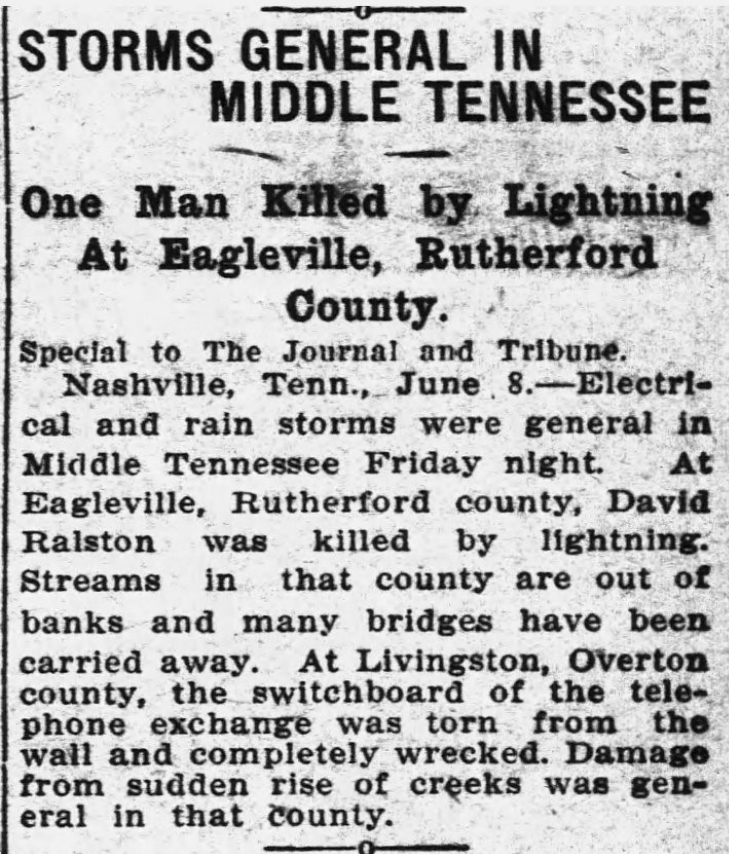 STORMS GENERAL IN
MIDDLE TENNESSEE
One Man Killed by Lightning
At Eagleville, Rutherford
County.
Special to The Journal and Tribune.
Nashville, Tenn., June 8.—Electri-
cal and rain storms were general in
Middle Tennessee Friday night. At
Eagleville, Rutherford county, David
Ralston was killed by lightning.
Streams in that county are out of
banks and many bridges have been
carried away. At Livingston, Overton
county, the switchboard of the tele-
phone exchange was torn from the
wall and completely wrecked. Damage
from sudden rise of creeks was gen-
eral in that county.